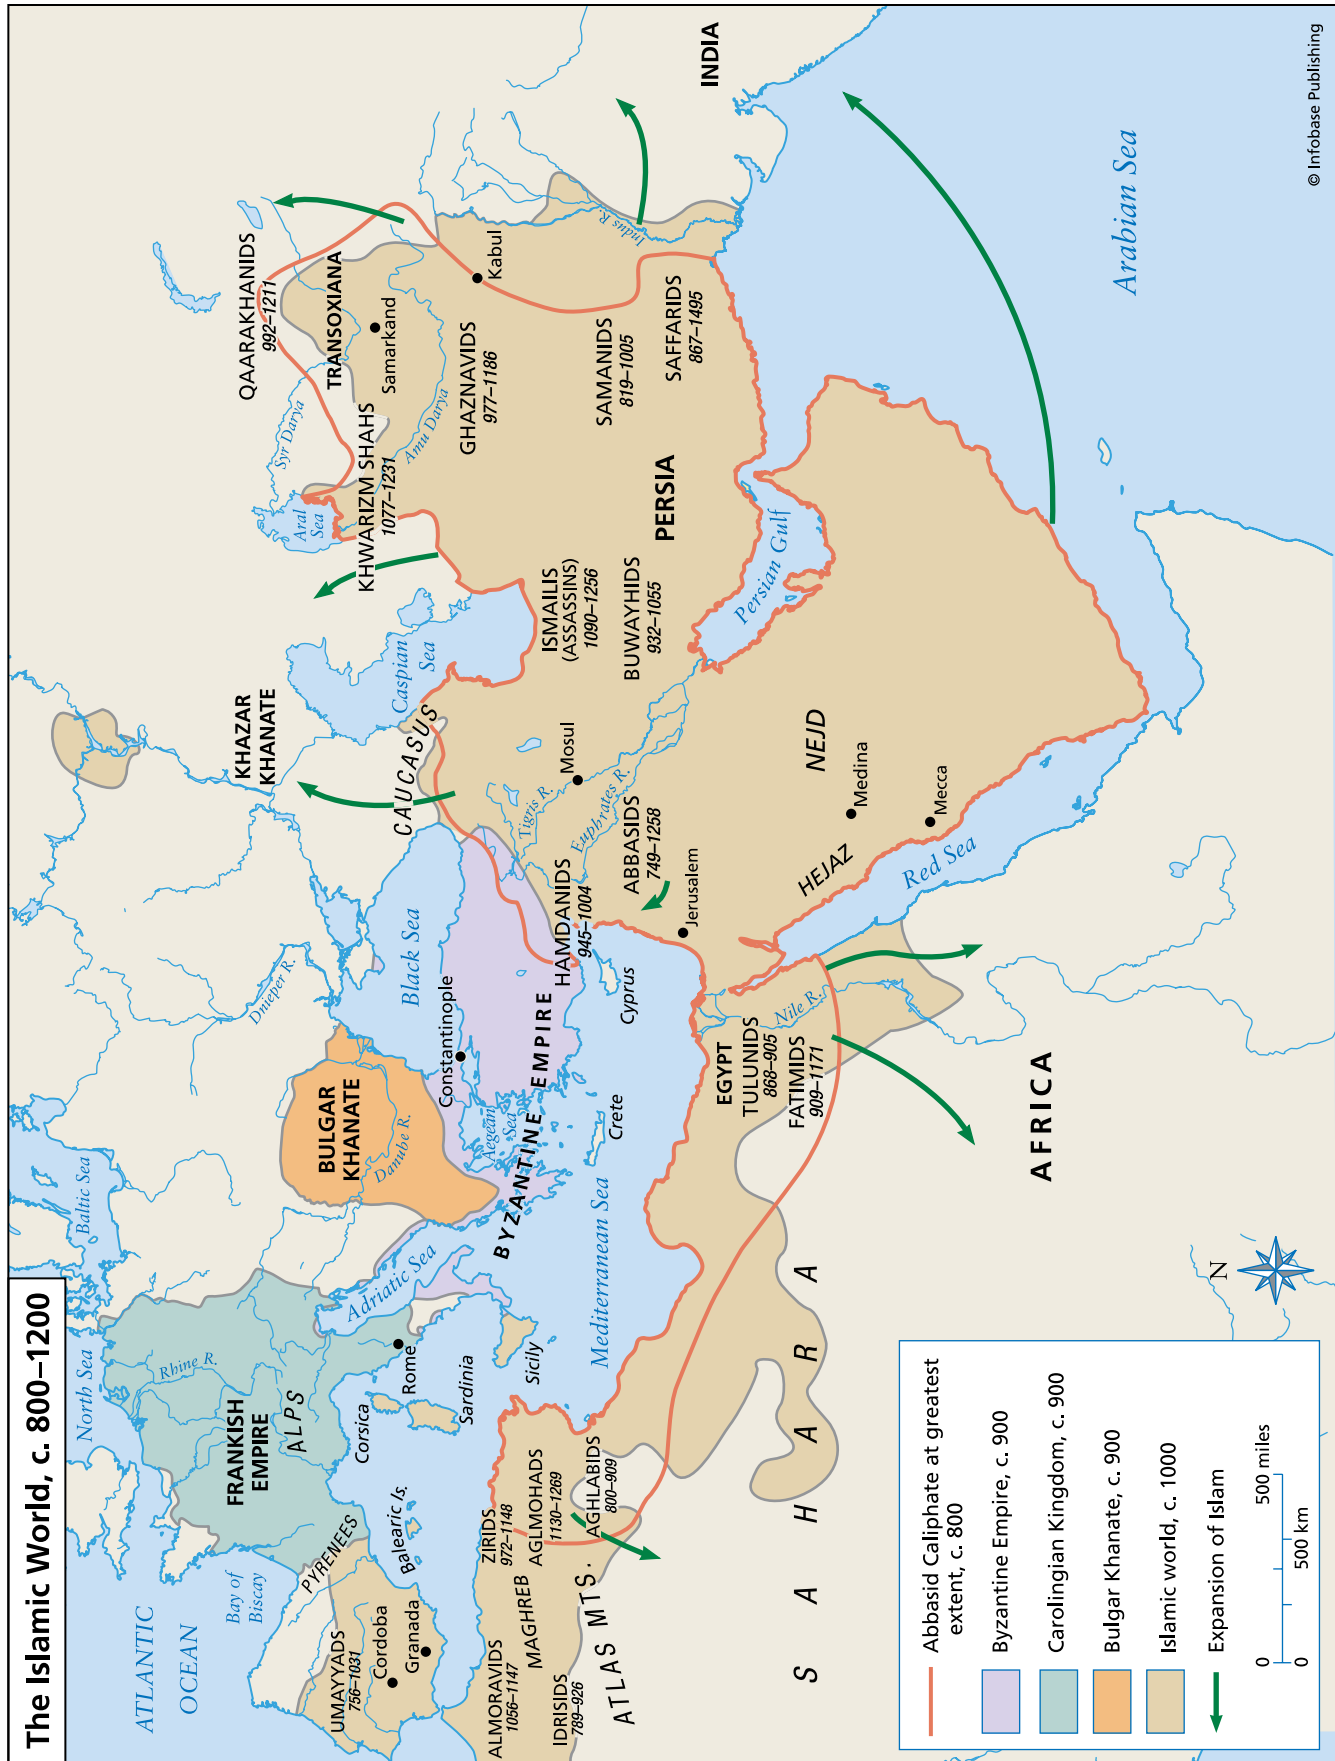 The Islamic World, c. 800–1200
ATLANTIC
OCEAN
North Sea
Baltic Sea
Bay of
Biscay
Rhine R.
FRANKISH
EMPIRE
ALPS
PYRENEES
UMAYYADS
756–1031
Cordoba
Granada
Balearic Is.
Corsica
Sardinia
Rome
Sicily
Adriatic Sea
BULGAR
KHANATE
Danube R.
Dnieper R.
Black Sea
Constantinople
Aegean
Sea
BYZANTINE EMPIRE
Crete
Cyprus
Mediterranean Sea
KHAZAR
KHANATE
CAUCASUS
Caspian
Sea
Aral
Sea
Syr Darya
Amu Darya
QAARAKHANIDS
992–1211
TRANSOXIANA
Samarkand
KHWARIZM SHAHS
1077–1231
GHAZNAVIDS
977–1186
Kabul
SAMANIDS
819–1005
SAFFARIDS
867–1495
Indus R.
INDIA
PERSIA
ISMAILIS
(ASSASSINS)
1090–1256
BUWAYHIDS
932–1055
Persian Gulf
Arabian Sea
Mosul
Tigris R.
Euphrates R.
HAMDANIDS
945–1004
ABBASIDS
749–1258
Jerusalem
NEJD
Medina
Mecca
HEJAZ
Red Sea
EGYPT
TULUNIDS
868–905
FATIMIDS
909–1171
Nile R.
AFRICA
SAHARA
ZIRIDS
972–1148
AGLMOHADS
1130–1269
AGHLABIDS
800–909
MAGHREB
ALMORAVIDS
1056–1147
IDRISIDS
789–926
ATLAS MTS.
N
Abbasid Caliphate at greatest
extent, c. 800
Byzantine Empire, c. 900
Carolingian Kingdom, c. 900
Bulgar Khanate, c. 900
Islamic world, c. 1000
Expansion of Islam
0 500 miles
0 500 km
© Infobase Publishing